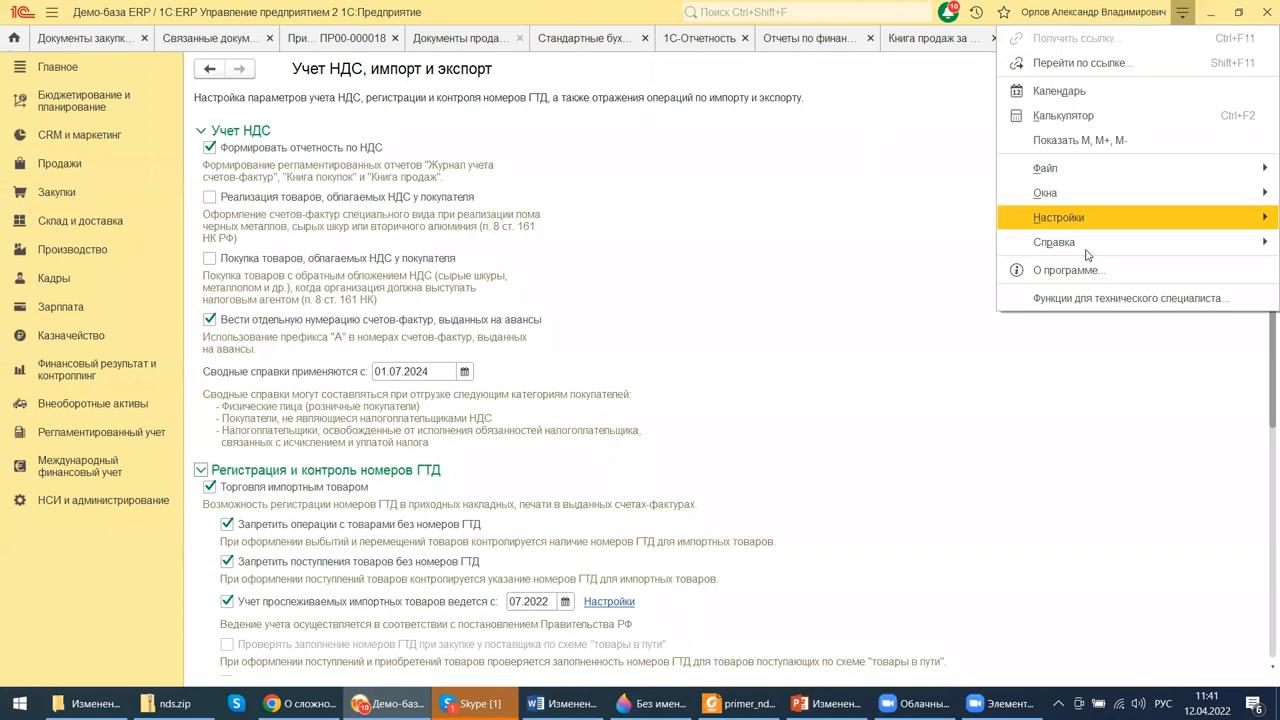 Демо-база ERP / 1C:ERP Управление предприятием 2 1С:Предприятие
Поиск Ctrl+Shift+F
10
Орлов Александр Владимирович
Документы закупк...
Связанные докум...
При... ПР00-000018
Документы прода...
Стандартные бух...
1С-Отчетность
Отчеты по финан...
Книга продаж за ...
Главное
Бюджетирование и
планирование
CRM и маркетинг
Продажи
Закупки
Склад и доставка
Производство
Кадры
Зарплата
Казначейство
Финансовый результат и
контроллинг
Внеоборотные активы
Регламентированный учет
Международный
финансовый учет
НСИ и администрирование
Учет НДС, импорт и экспорт
Настройка параметров учета НДС, регистрации и контроля номеров ГТД, а также отражения операций по импорту и экспорту.
Учет НДС
Формировать отчетность по НДС
Формирование регламентированных отчетов "Журнал учета
счетов-фактур", "Книга покупок" и "Книга продаж".
Реализация товаров, облагаемых НДС у покупателя
Оформление счетов-фактур специального вида при реализации лома
черных металлов, сырых шкур или вторичного алюминия (п. 8 ст. 161
НК РФ)
Покупка товаров, облагаемых НДС у покупателя
Покупка товаров с обратным обложением НДС (сырые шкуры,
металлопом и др.), когда организация должна выступать
налоговым агентом (п. 8 ст. 161 НК)
Вести отдельную нумерацию счетов-фактур, выданных на авансы
Использование префикса "А" в номерах счетов-фактур, выданных
на авансы.
Сводные справки применяются с: 01.07.2024
Сводные справки могут составляться при отгрузке следующим категориям покупателей:
- Физические лица (розничные покупатели)
- Покупатели, не являющиеся налогоплательщиками НДС
- Налогоплательщики, освобожденные от исполнения обязанностей налогоплательщика,
связанных с исчислением и уплатой налога
Регистрация и контроль номеров ГТД
Торговля импортным товаром
Возможность регистрации номеров ГТД в приходных накладных, печати в выданных счетах-фактурах.
Запретить операции с товарами без номеров ГТД
При оформлении выбытий и перемещений товаров контролируется наличие номеров ГТД для импортных товаров.
Запретить поступления товаров без номеров ГТД
При оформлении поступлений товаров контролируется указание номеров ГТД для импортных товаров.
Учет прослеживаемых импортных товаров ведется с: 07.2022 Настройки
Ведение учета осуществляется в соответствии с постановлением Правительства РФ
Проверять заполнение номеров ГТД при закупке у поставщика по схеме "товары в пути"
При оформлении поступлений и приобретений товаров проверяется заполненность номеров ГТД для товаров поступающих по схеме "товары в пути".
Получить ссылку... Ctrl+F11
Перейти по ссылке... Shift+F11
Календарь
Калькулятор Ctrl+F2
Показать M, M+, M-
Файл
Окна
Настройки
Справка
О программе...
Функции для технического специалиста...
Изменен...
nds.zip
О сложно...
10
Демо-баз...
Skype [1]
Изменен...
Без имен...
primer_nd...
Изменен...
Облачны...
Элемент...
РУС
11:41
12.04.2022
6